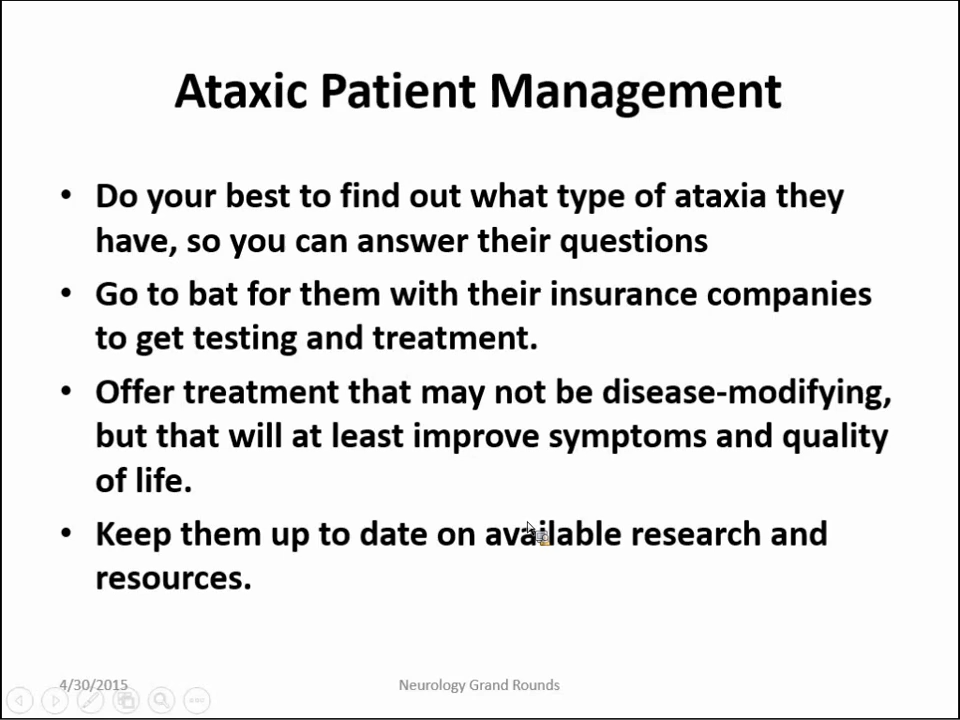 Ataxic Patient Management
• Do your best to find out what type of ataxia they
have, so you can answer their questions
• Go to bat for them with their insurance companies
to get testing and treatment.
• Offer treatment that may not be disease-modifying,
but that will at least improve symptoms and quality
of life.
• Keep them up to date on available research and
resources.
4/30/2015
Neurology Grand Rounds